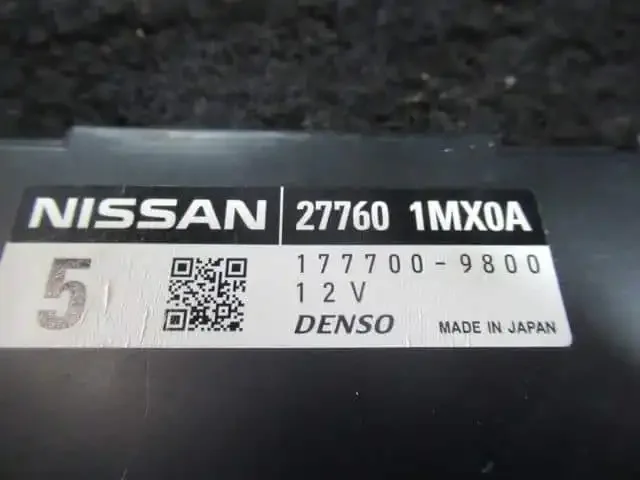 NISSAN 27760 1MX0A
5 177700-9800
12V
DENSO MADE IN JAPAN